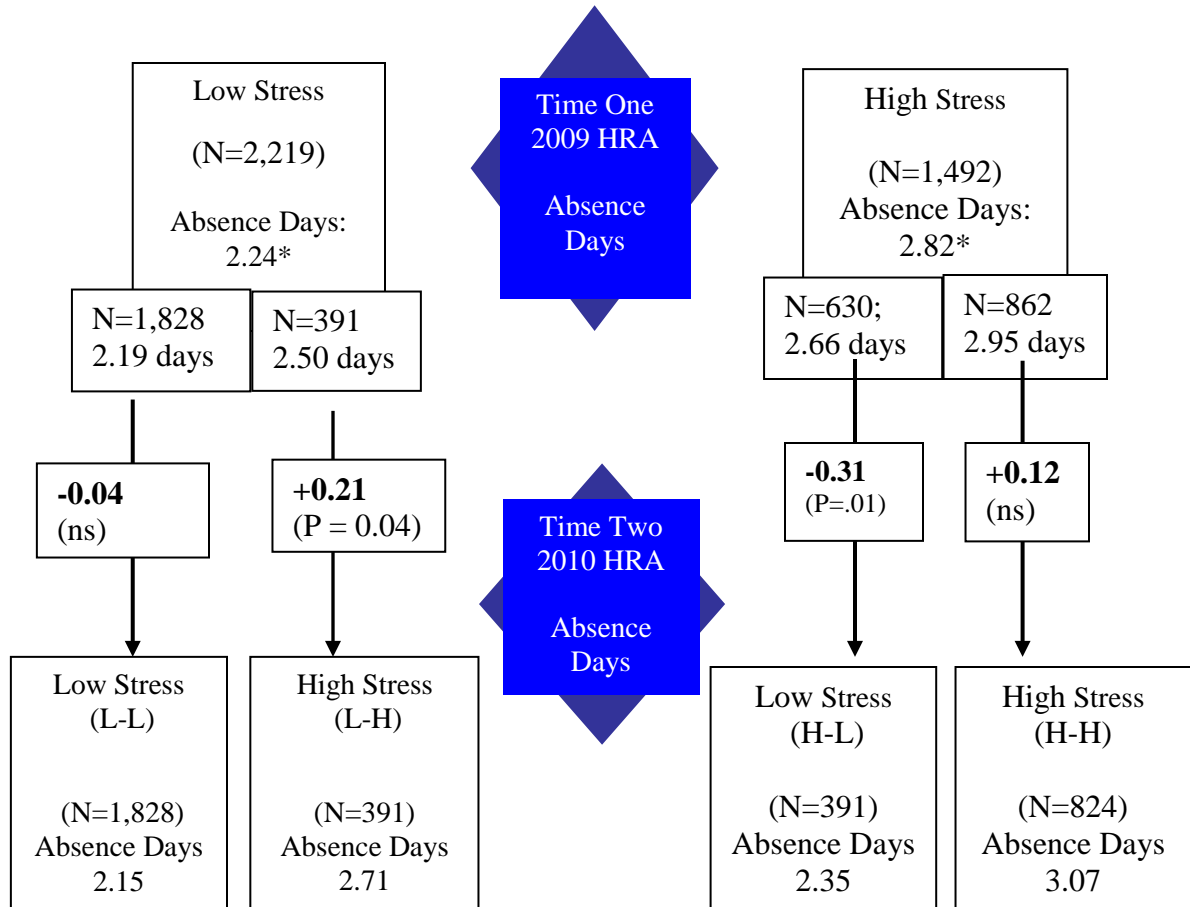 Low Stress
(N=2,219)
Absence Days:
2.24*
Time One
2009 HRA
Absence
Days
High Stress
(N=1,492)
Absence Days:
2.82*
N=1,828
2.19 days
N=391
2.50 days
N=630;
2.66 days
N=862
2.95 days
-0.04
(ns)
+0.21
(P = 0.04)
Time Two
2010 HRA
Absence
Days
-0.31
(P=.01)
+0.12
(ns)
Low Stress
(L-L)
(N=1,828)
Absence Days
2.15
High Stress
(L-H)
(N=391)
Absence Days
2.71
Low Stress
(H-L)
(N=391)
Absence Days
2.35
High Stress
(H-H)
(N=824)
Absence Days
3.07